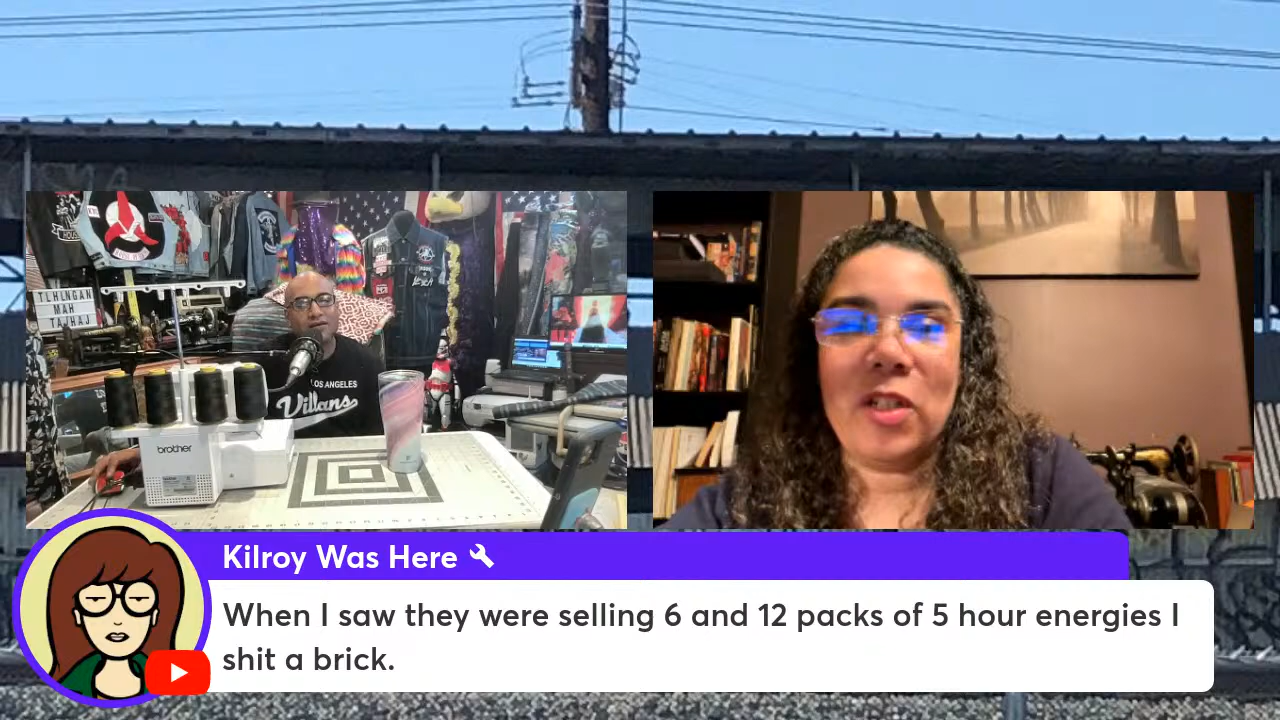 TLHINGAN
MAH
TAJHAJ
LOS ANGELES
Villans
brother
Kilroy Was Here
When I saw they were selling 6 and 12 packs of 5 hour energies I
shit a brick.